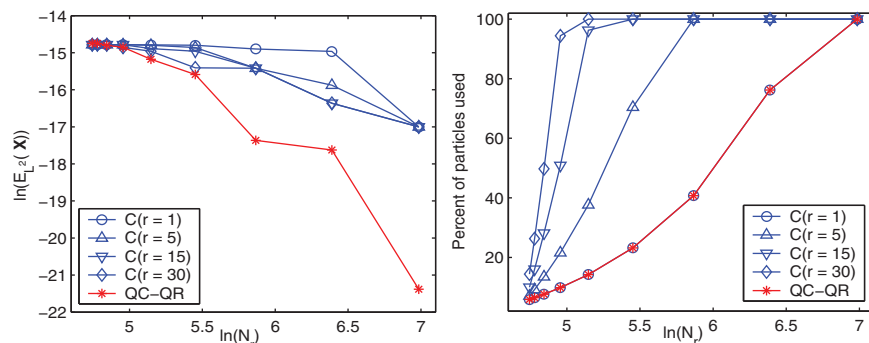 -14
-15
-16
-17
-18
-19
-20
-21
-22
ln(E_L²(X))
C(r = 1)
C(r = 5)
C(r = 15)
C(r = 30)
QC-QR
5
5.5
6
6.5
7
100
80
60
40
20
Percent of particles used
C(r = 1)
C(r = 5)
C(r = 15)
C(r = 30)
QC-QR
5
5.5
6
6.5
7
ln(N_r)